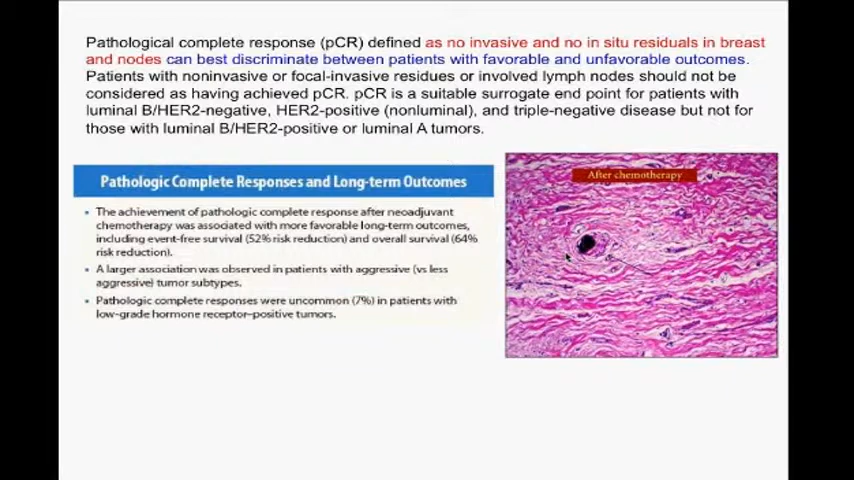 Pathological complete response (pCR) defined as no invasive and no in situ residuals in breast
and nodes can best discriminate between patients with favorable and unfavorable outcomes.
Patients with noninvasive or focal-invasive residues or involved lymph nodes should not be
considered as having achieved pCR. pCR is a suitable surrogate end point for patients with
luminal B/HER2-negative, HER2-positive (nonluminal), and triple-negative disease but not for
those with luminal B/HER2-positive or luminal A tumors.
Pathologic Complete Responses and Long-term Outcomes
• The achievement of pathologic complete response after neoadjuvant
chemotherapy was associated with more favorable long-term outcomes,
including event-free survival (52% risk reduction) and overall survival (64%
risk reduction).
• A larger association was observed in patients with aggressive (vs less
aggressive) tumor subtypes.
• Pathologic complete responses were uncommon (7%) in patients with
low-grade hormone receptor–positive tumors.
After chemotherapy